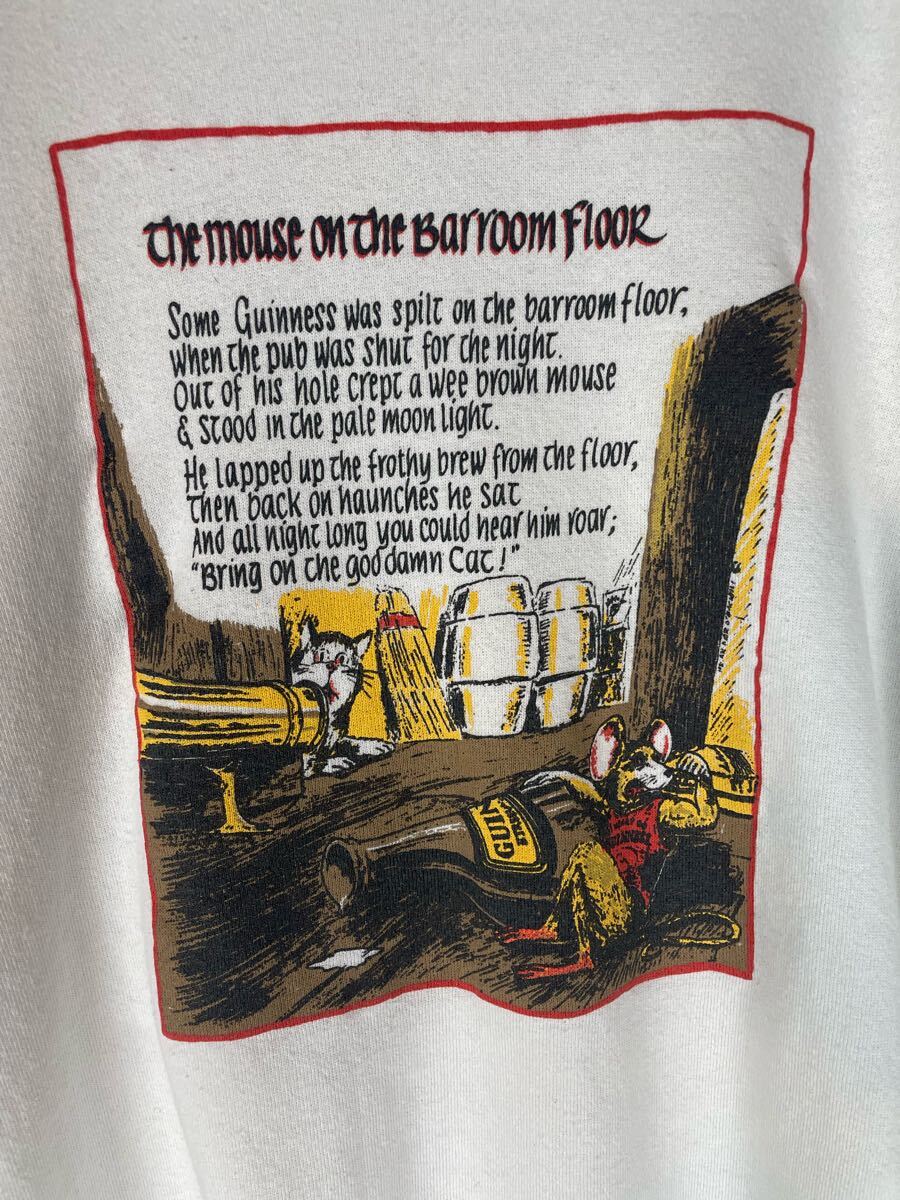 The mouse on the Barroom Floor
Some Guinness was spilt on the barroom floor,
when the pub was shut for the night.
Out of his hole crept a wee brown mouse
& stood in the pale moon light.
He lapped up the frothy brew from the floor,
Then back on haunches he sat
And all night long you could hear him roar;
"Bring on the god damn Cat!"
GUI